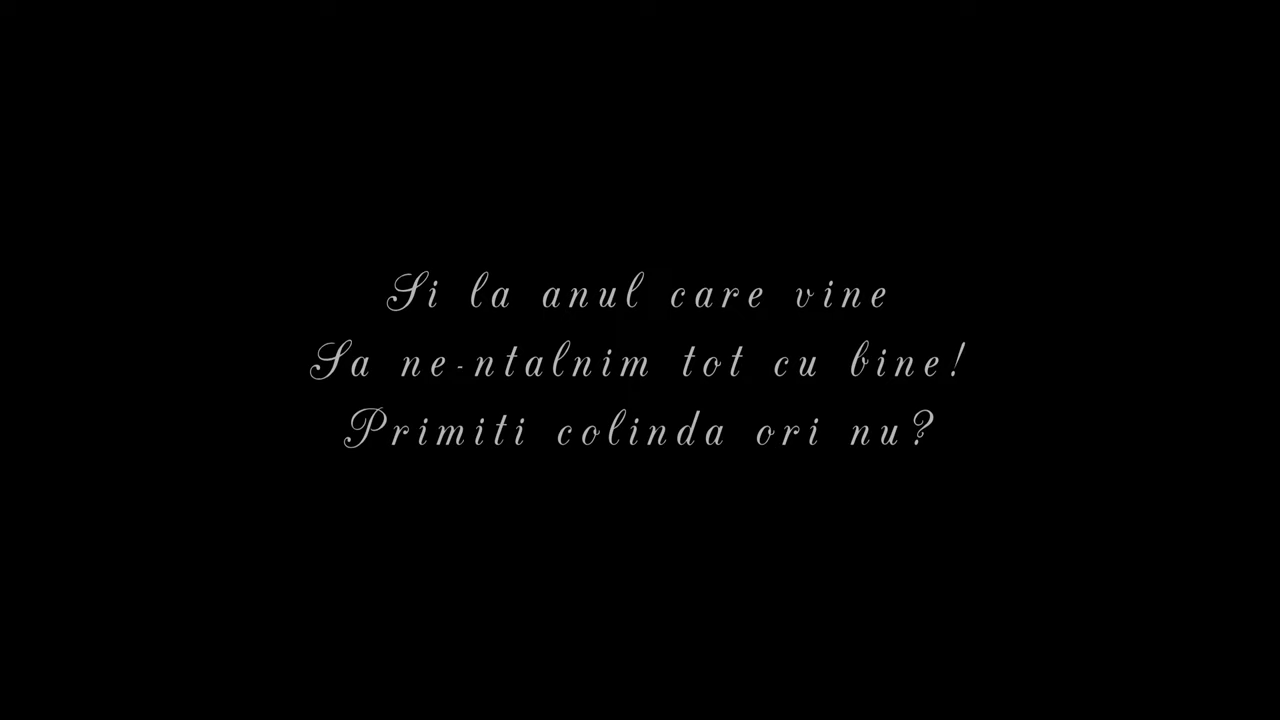 Si la anul care vine
Sa ne-ntalnim tot cu bine!
Primiti colinda ori nu?